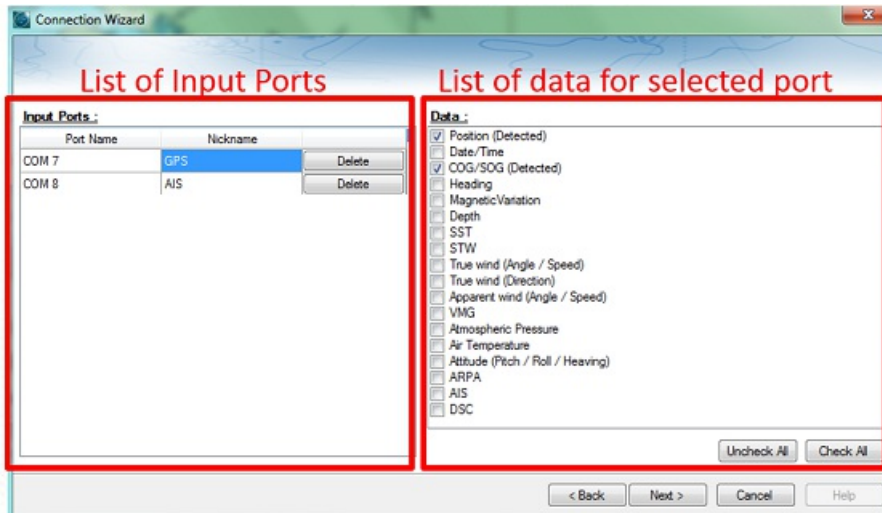 Connection Wizard
List of Input Ports
List of data for selected port
Input Ports :
Port Name Nickname
COM 7 GPS Delete
COM 8 AIS Delete
Data :
Position (Detected)
Date/Time
COG/SOG (Detected)
Heading
MagneticVariation
Depth
SST
STW
True wind (Angle / Speed)
True wind (Direction)
Apparent wind (Angle / Speed)
VMG
Atmospheric Pressure
Air Temperature
Attitude (Pitch / Roll / Heaving)
ARPA
AIS
DSC
Uncheck All Check All
< Back Next > Cancel Help